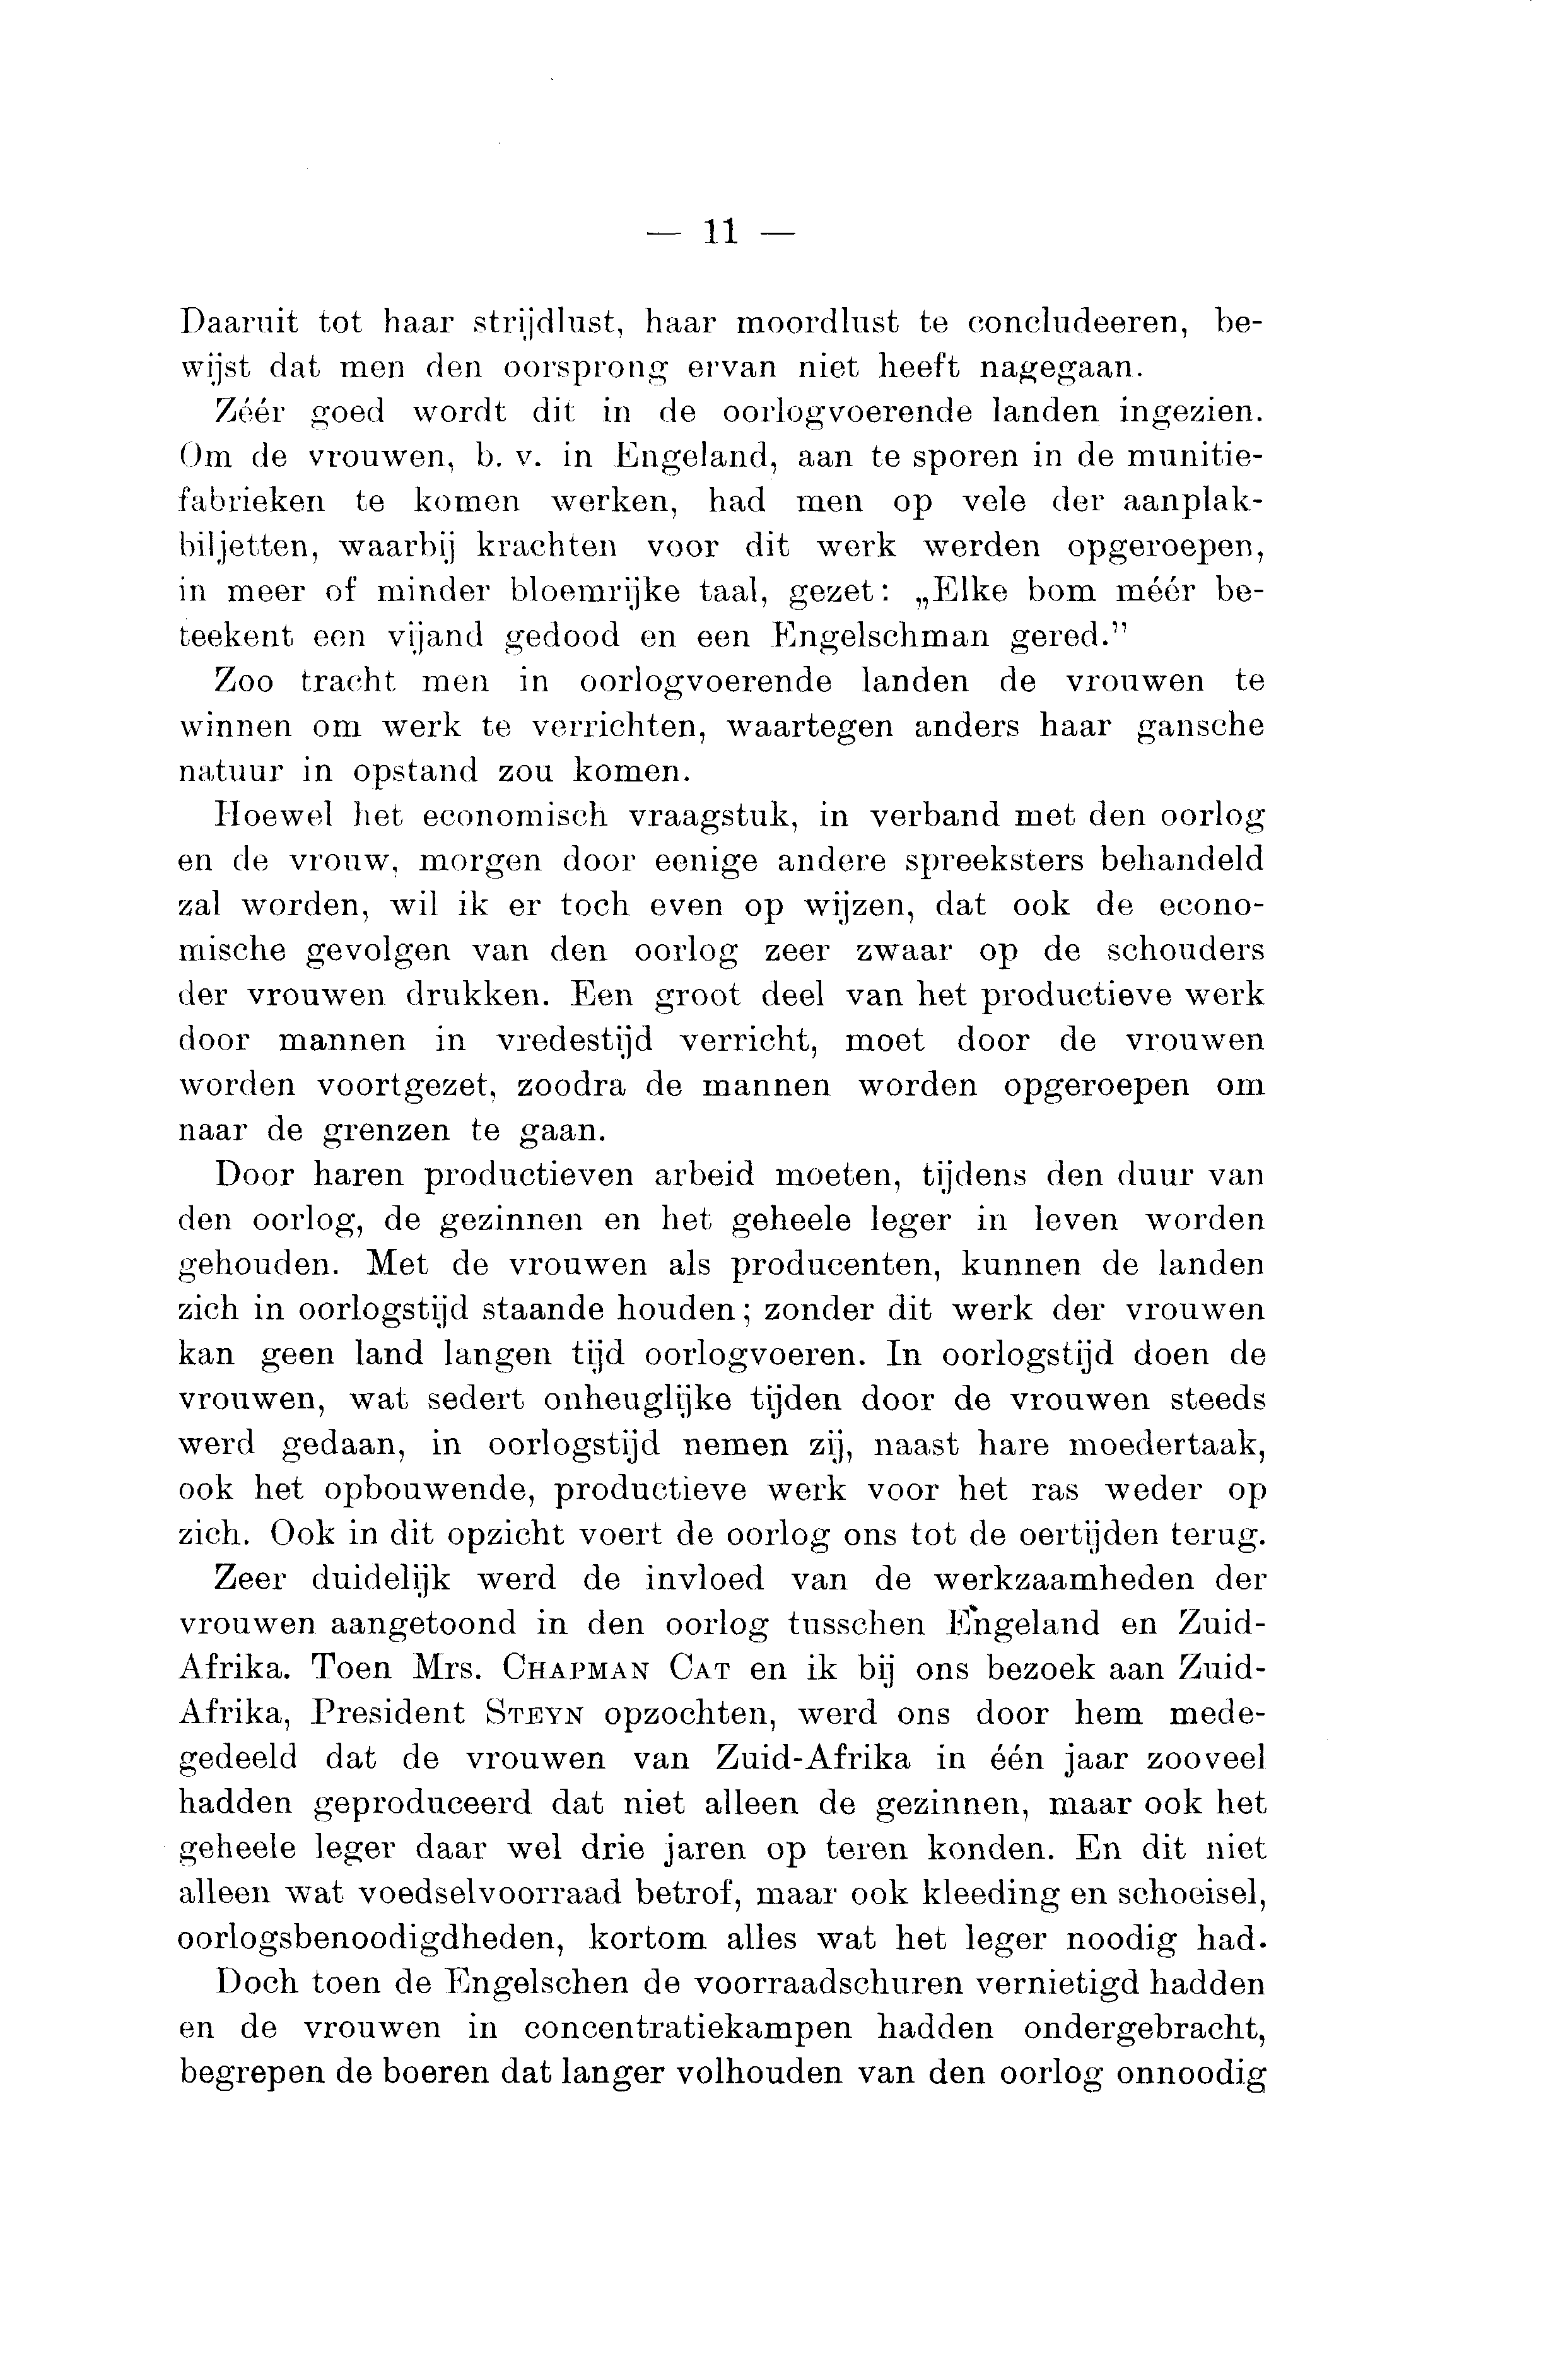 — 11 —
Daaruit tot haar strijdlust, haar moordlust te concludeeren, be-
wijst dat men den oorsprong ervan niet heeft nagegaan.
Zéér goed wordt dit in de oorlogvoerende landen ingezien.
Om de vrouwen, b. v. in Engeland, aan te sporen in de munitie-
fabrieken te komen werken, had men op vele der aanplak-
biljetten, waarbij krachten voor dit werk werden opgeroepen,
in meer of minder bloemrijke taal, gezet: „Elke bom méér be-
teekent een vijand gedood en een Engelschman gered.”
Zoo tracht men in oorlogvoerende landen de vrouwen te
winnen om werk te verrichten, waartegen anders haar gansche
natuur in opstand zou komen.
Hoewel het economisch vraagstuk, in verband met den oorlog
en de vrouw, morgen door eenige andere spreeksters behandeld
zal worden, wil ik er toch even op wijzen, dat ook de econo-
mische gevolgen van den oorlog zeer zwaar op de schouders
der vrouwen drukken. Een groot deel van het productieve werk
door mannen in vredestijd verricht, moet door de vrouwen
worden voortgezet, zoodra de mannen worden opgeroepen om
naar de grenzen te gaan.
Door haren productieven arbeid moeten, tijdens den duur van
den oorlog, de gezinnen en het geheele leger in leven worden
gehouden. Met de vrouwen als producenten, kunnen de landen
zich in oorlogstijd staande houden; zonder dit werk der vrouwen
kan geen land langen tijd oorlogvoeren. In oorlogstijd doen de
vrouwen, wat sedert onheuglijke tijden door de vrouwen steeds
werd gedaan, in oorlogstijd nemen zij, naast hare moedertaak,
ook het opbouwende, productieve werk voor het ras weder op
zich. Ook in dit opzicht voert de oorlog ons tot de oertijden terug.
Zeer duidelijk werd de invloed van de werkzaamheden der
vrouwen aangetoond in den oorlog tusschen Engeland en Zuid-
Afrika. Toen Mrs. CHAPMAN CAT en ik bij ons bezoek aan Zuid-
Afrika, President STEYN opzochten, werd ons door hem mede-
gedeeld dat de vrouwen van Zuid-Afrika in één jaar zooveel
hadden geproduceerd dat niet alleen de gezinnen, maar ook het
geheele leger daar wel drie jaren op teren konden. En dit niet
alleen wat voedselvoorraad betrof, maar ook kleeding en schoeisel,
oorlogsbenoodigdheden, kortom alles wat het leger noodig had.
Doch toen de Engelschen de voorraadschuren vernietigd hadden
en de vrouwen in concentratiekampen hadden ondergebracht,
begrepen de boeren dat langer volhouden van den oorlog onnoodig